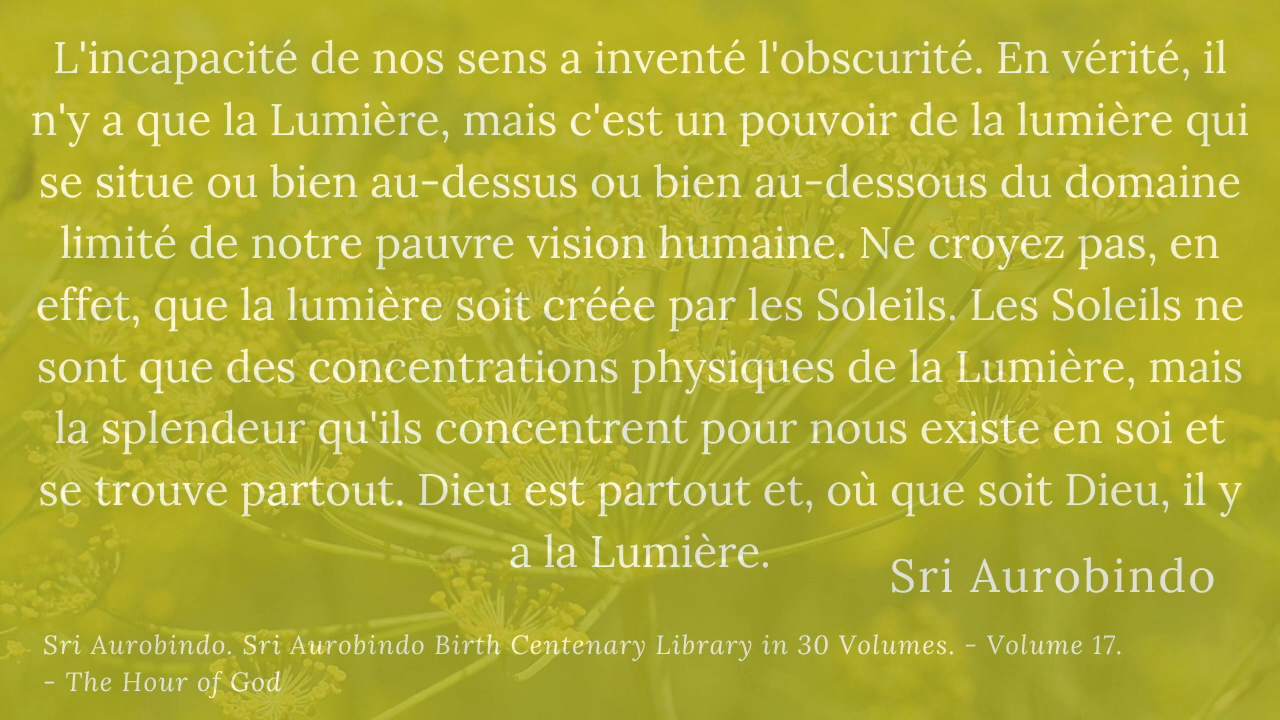 L'incapacité de nos sens a inventé l'obscurité. En vérité, il
n'y a que la Lumière, mais c'est un pouvoir de la lumière qui
se situe ou bien au-dessus ou bien au-dessous du domaine
limité de notre pauvre vision humaine. Ne croyez pas, en
effet, que la lumière soit créée par les Soleils. Les Soleils ne
sont que des concentrations physiques de la Lumière, mais
la splendeur qu'ils concentrent pour nous existe en soi et
se trouve partout. Dieu est partout et, où que soit Dieu, il y
a la Lumière.
Sri Aurobindo
Sri Aurobindo. Sri Aurobindo Birth Centenary Library in 30 Volumes. - Volume 17.
- The Hour of God